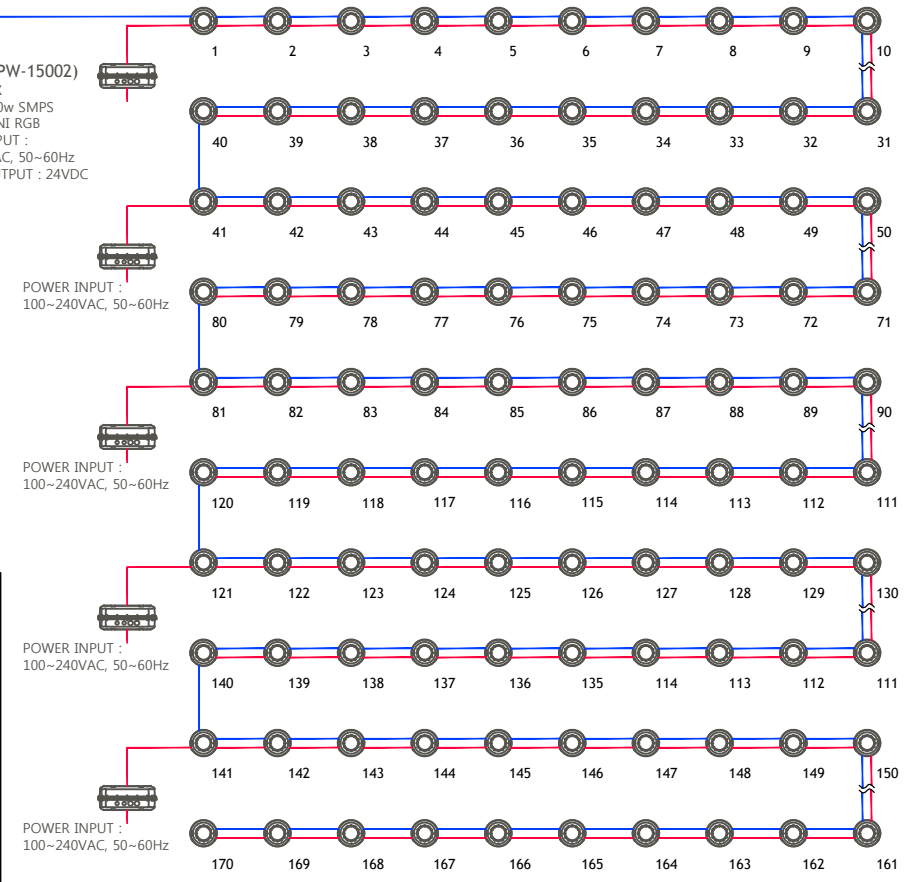 1 2 3 4 5 6 7 8 9 10
PW-15002)
0w SMPS
NI RGB
PUT :
AC, 50~60Hz
TPUT : 24VDC
40 39 38 37 36 35 34 33 32 31
41 42 43 44 45 46 47 48 49 50
POWER INPUT :
100~240VAC, 50~60Hz
80 79 78 77 76 75 74 73 72 71
81 82 83 84 85 86 87 88 89 90
POWER INPUT :
100~240VAC, 50~60Hz
120 119 118 117 116 115 114 113 112 111
121 122 123 124 125 126 127 128 129 130
POWER INPUT :
100~240VAC, 50~60Hz
140 139 138 137 136 135 114 113 112 111
141 142 143 144 145 146 147 148 149 150
POWER INPUT :
100~240VAC, 50~60Hz
170 169 168 167 166 165 164 163 162 161